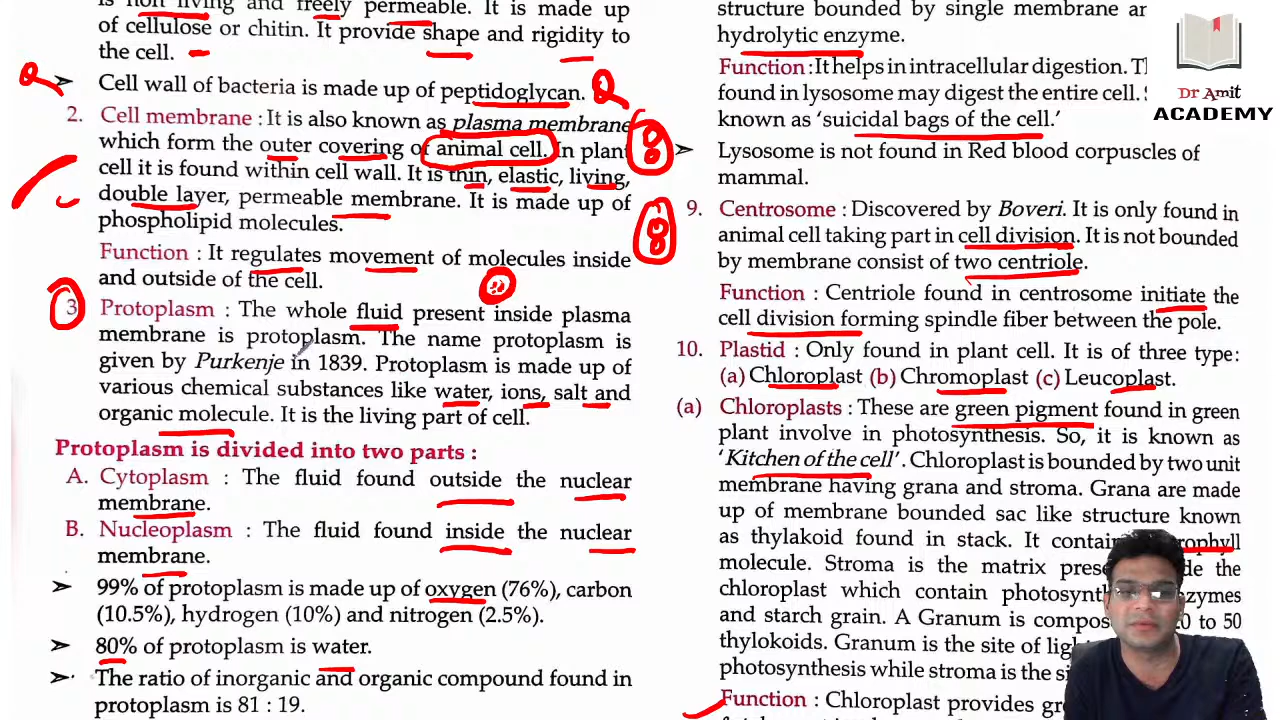 is non living and freely permeable. It is made up
of cellulose or chitin. It provide shape and rigidity to
the cell.
➤ Cell wall of bacteria is made up of peptidoglycan.
2. Cell membrane : It is also known as plasma membrane
which form the outer covering of animal cell. In plant
cell it is found within cell wall. It is thin, elastic, living,
double layer, permeable membrane. It is made up of
phospholipid molecules.
Function : It regulates movement of molecules inside
and outside of the cell.
3 Protoplasm : The whole fluid present inside plasma
membrane is protoplasm. The name protoplasm is
given by Purkenje in 1839. Protoplasm is made up of
various chemical substances like water, ions, salt and
organic molecule. It is the living part of cell.
Protoplasm is divided into two parts :
A. Cytoplasm : The fluid found outside the nuclear
membrane.
B. Nucleoplasm : The fluid found inside the nuclear
membrane.
➤ 99% of protoplasm is made up of oxygen (76%), carbon
(10.5%), hydrogen (10%) and nitrogen (2.5%).
➤ 80% of protoplasm is water.
➤ The ratio of inorganic and organic compound found in
protoplasm is 81 : 19.
structure bounded by single membrane
hydrolytic enzyme.
Function : It helps in intracellular digestion.
found in lysosome may digest the entire cell.
known as ‘suicidal bags of the cell.’
➤ Lysosome is not found in Red blood corpuscles of
mammal.
9. Centrosome : Discovered by Boveri. It is only found in
animal cell taking part in cell division. It is not bounded
by membrane consist of two centriole.
Function : Centriole found in centrosome initiate the
cell division forming spindle fiber between the pole.
10. Plastid : Only found in plant cell. It is of three type:
(a) Chloroplast (b) Chromoplast (c) Leucoplast.
(a) Chloroplasts : These are green pigment found in green
plant involve in photosynthesis. So, it is known as
‘Kitchen of the cell’. Chloroplast is bounded by two unit
membrane having grana and stroma. Grana are made
up of membrane bounded sac like structure known
as thylakoid found in stack. It
molecule. Stroma is the matrix the
chloroplast which contain
and starch grain. A Granum is to 50
thylokoids. Granum is the site of
photosynthesis while stroma is the
Function : Chloroplast provides
Dr Amit
ACADEMY